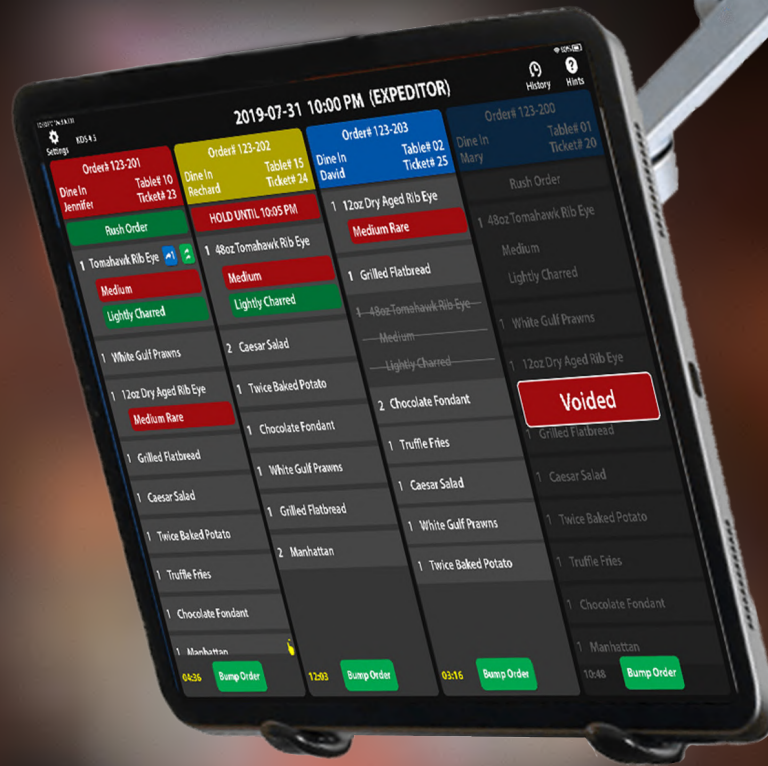 2019-07-31 10:00 PM (EXPEDITOR)
History
Hints
Settings
KDS 4.3
Order# 123-201
Dine In Table# 10
Jennifer Ticket# 23
Rush Order
1 Tomahawk Rib Eye
Medium
Lightly Charred
1 White Gulf Prawns
1 12oz Dry Aged Rib Eye
Medium Rare
1 Grilled Flatbread
1 Caesar Salad
1 Twice Baked Potato
1 Truffle Fries
1 Chocolate Fondant
1 Manhattan
04:36 Bump Order
Order# 123-202
Dine In Table# 15
Rechard Ticket# 24
HOLD UNTIL 10:05 PM
1 48oz Tomahawk Rib Eye
Medium
Lightly Charred
2 Caesar Salad
1 Twice Baked Potato
1 Chocolate Fondant
1 White Gulf Prawns
1 Grilled Flatbread
2 Manhattan
12:03 Bump Order
Order# 123-203
Dine In Table# 02
David Ticket# 25
1 12oz Dry Aged Rib Eye
Medium Rare
1 Grilled Flatbread
1 48oz Tomahawk Rib Eye
Medium
Lightly Charred
2 Chocolate Fondant
1 Truffle Fries
1 Caesar Salad
1 White Gulf Prawns
1 Twice Baked Potato
03:16 Bump Order
Order# 123-200
Dine In Table# 01
Mary Ticket# 20
Rush Order
1 48oz Tomahawk Rib Eye
Medium
Lightly Charred
1 White Gulf Prawns
1 12oz Dry Aged Rib Eye
Voided
1 Grilled Flatbread
1 Caesar Salad
1 Twice Baked Potato
1 Truffle Fries
1 Chocolate Fondant
1 Manhattan
10:48 Bump Order